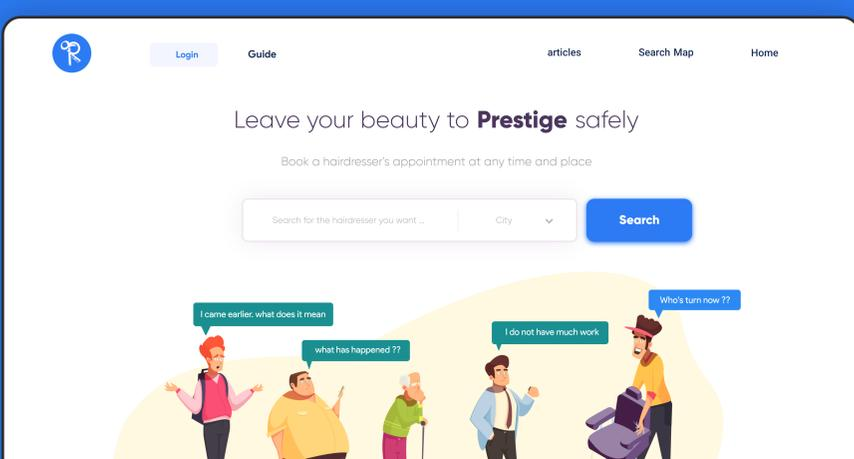 Login
Guide
articles
Search Map
Home
Leave your beauty to Prestige safely
Book a hairdresser's appointment at any time and place
Search for the hairdresser you want ...
City
Search
Who's turn now ??
I came earlier. what does it mean
I do not have much work
what has happened ??